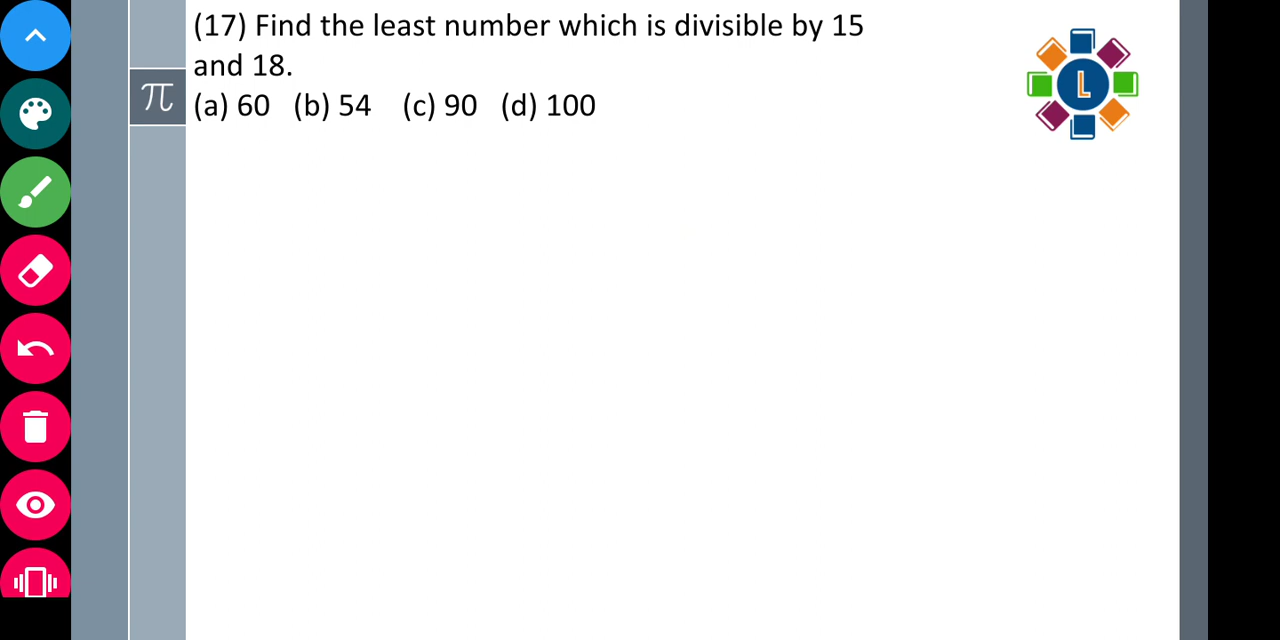 (17) Find the least number which is divisible by 15
and 18.
π (a) 60 (b) 54 (c) 90 (d) 100
L